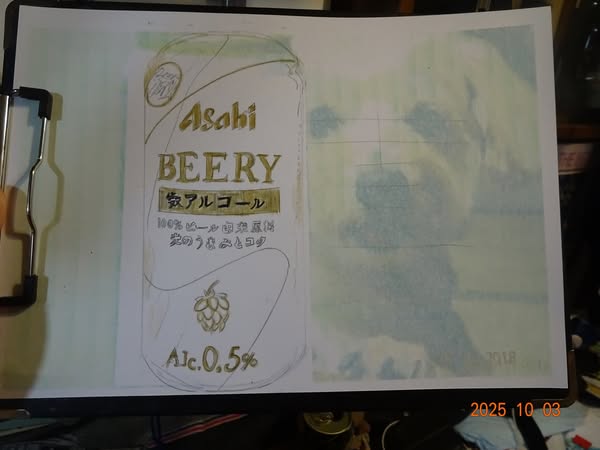 Asahi
BEERY
微アルコール
100%ビール由来原料
麦のうまみとコク
Alc.0.5%
2018
2025 10 03